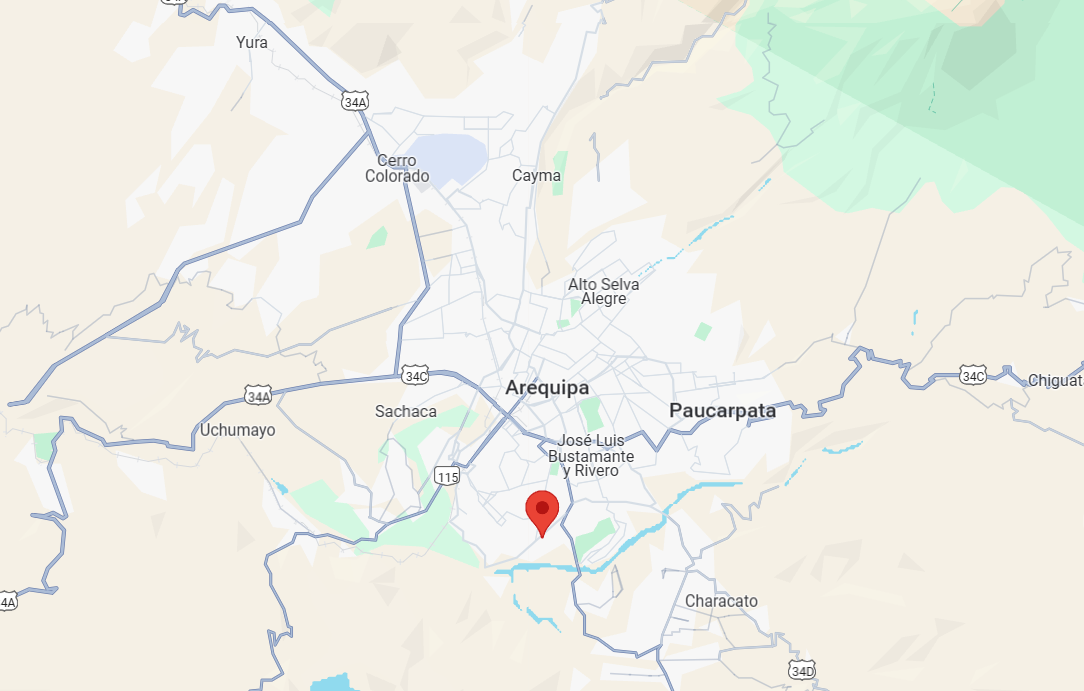 34A
Yura
34A
Cerro
Colorado
Cayma
Alto Selva
Alegre
34C
34C
Chiguat
34A
Arequipa
Sachaca
Paucarpata
Uchumayo
José Luis
Bustamante
y Rivero
115
4A
Characato
34D